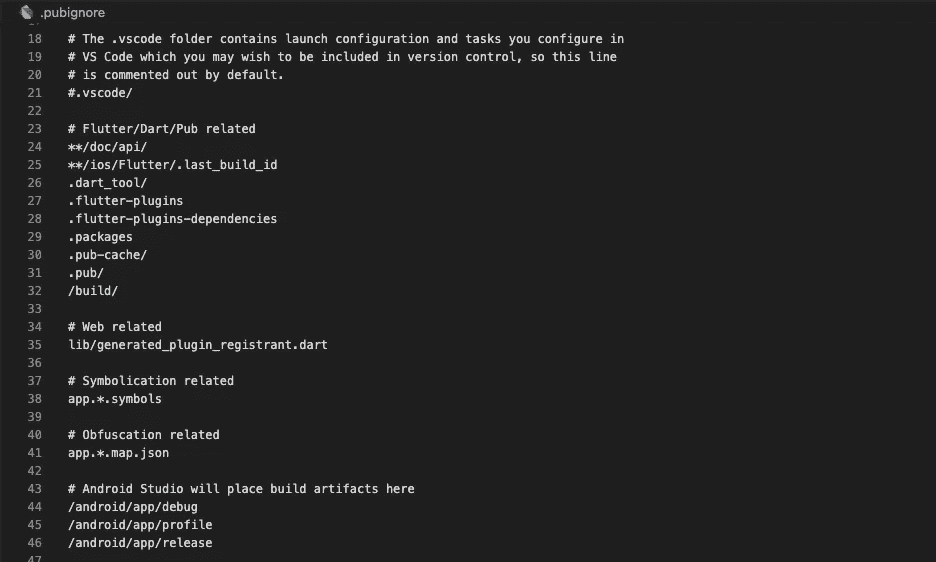 .pubignore
18 # The .vscode folder contains launch configuration and tasks you configure in
19 # VS Code which you may wish to be included in version control, so this line
20 # is commented out by default.
21 #.vscode/
22
23 # Flutter/Dart/Pub related
24 **/doc/api/
25 **/ios/Flutter/.last_build_id
26 .dart_tool/
27 .flutter-plugins
28 .flutter-plugins-dependencies
29 .packages
30 .pub-cache/
31 .pub/
32 /build/
33
34 # Web related
35 lib/generated_plugin_registrant.dart
36
37 # Symbolication related
38 app.*.symbols
39
40 # Obfuscation related
41 app.*.map.json
42
43 # Android Studio will place build artifacts here
44 /android/app/debug
45 /android/app/profile
46 /android/app/release
47